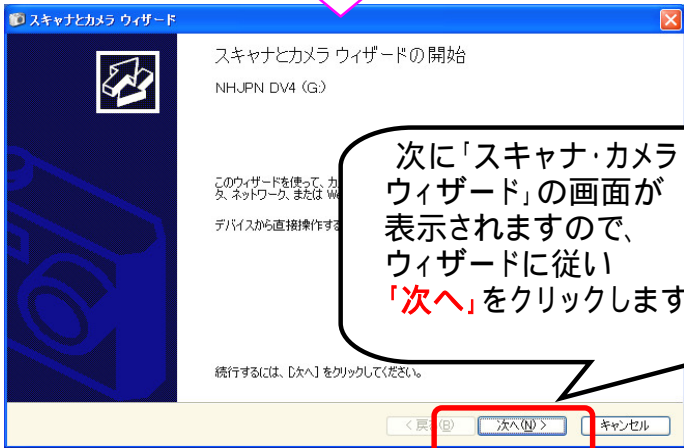 スキャナとカメラ ウィザード
スキャナとカメラ ウィザードの開始
NHJPN DV4 (G:)
このウィザードを使って、カ
タ、ネットワーク、または We
デバイスから直接操作する
次に「スキャナ・カメラ
ウィザード」の画面が
表示されますので、
ウィザードに従い
「次へ」をクリックします
続行するには、[次へ] をクリックしてください。
< 戻る(B)
次へ(N) >
キャンセル